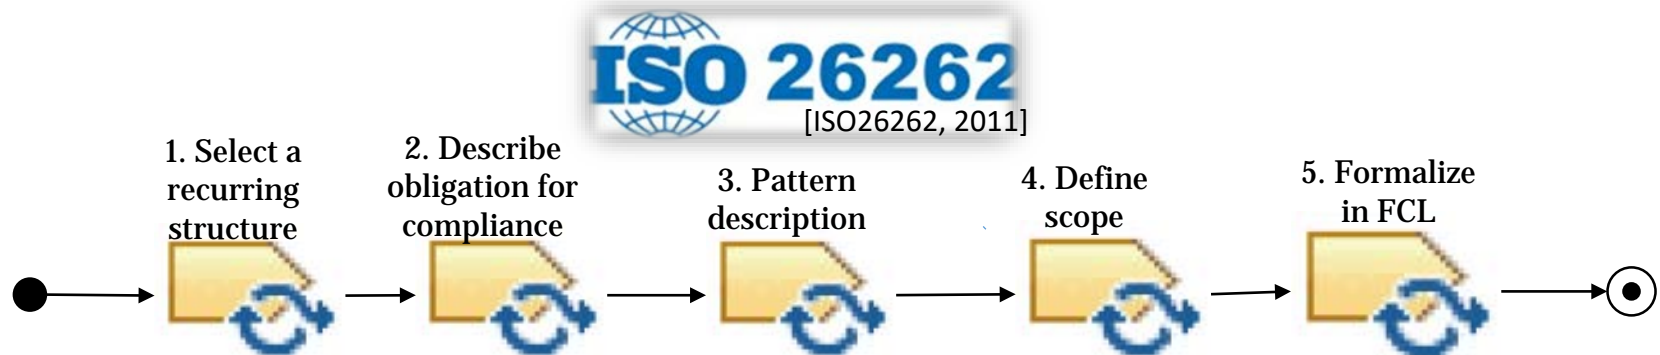 ISO 26262
[ISO26262, 2011]
1. Select a
recurring
structure
2. Describe
obligation for
compliance
3. Pattern
description
4. Define
scope
5. Formalize
in FCL